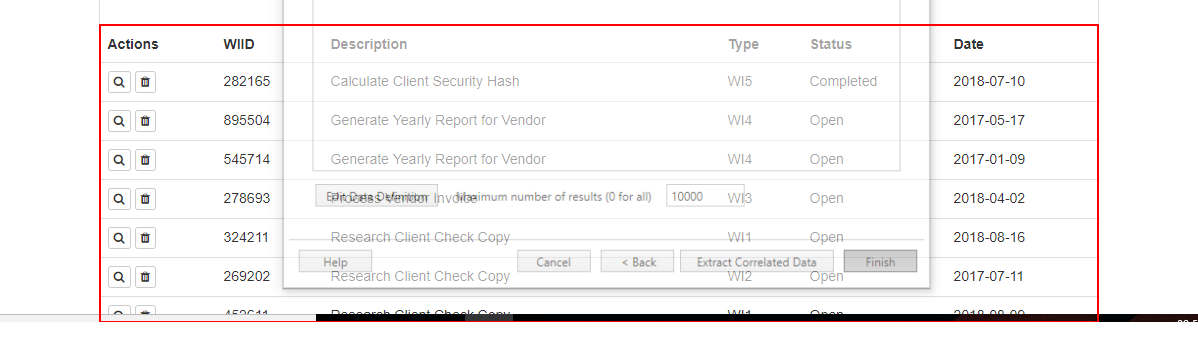 Actions WIID Description Type Status Date
282165 Calculate Client Security Hash WI5 Completed 2018-07-10
895504 Generate Yearly Report for Vendor WI4 Open 2017-05-17
545714 Generate Yearly Report for Vendor WI4 Open 2017-01-09
278693 Process Vendor Invoice WI3 Open 2018-04-02
Edit Data Definition Maximum number of results (0 for all) 10000
324211 Research Client Check Copy WI1 Open 2018-08-16
Help Cancel < Back Extract Correlated Data Finish
269202 Research Client Check Copy WI2 Open 2017-07-11
Research Client Check Copy WI1 Open 2018-08-09